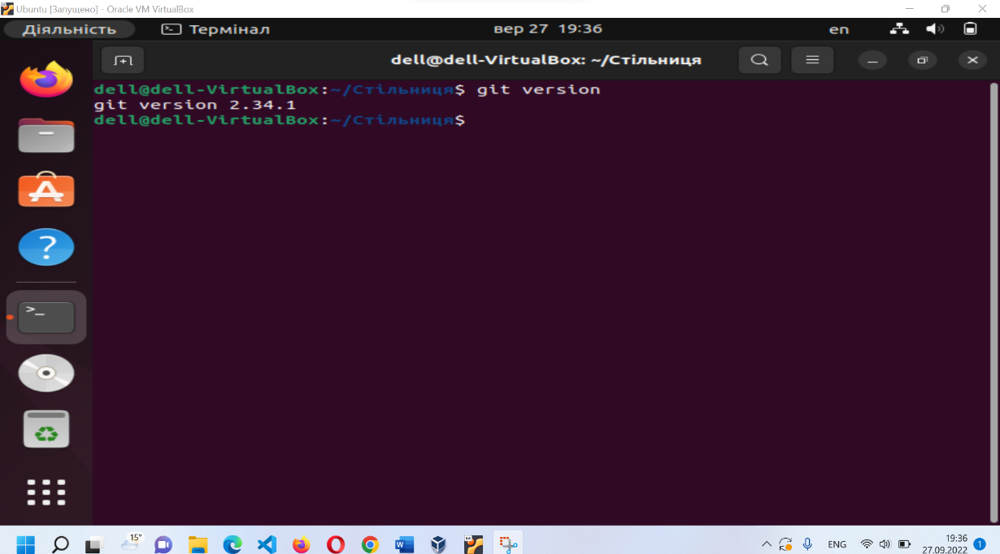 Ubuntu [Запущено] - Oracle VM VirtualBox
Діяльність
Термінал
вер 27 19:36
en
dell@dell-VirtualBox: ~/Стільниця
dell@dell-VirtualBox:~/Стільниця$ git version
git version 2.34.1
dell@dell-VirtualBox:~/Стільниця$
15°
ENG
19:36
27.09.2022
1